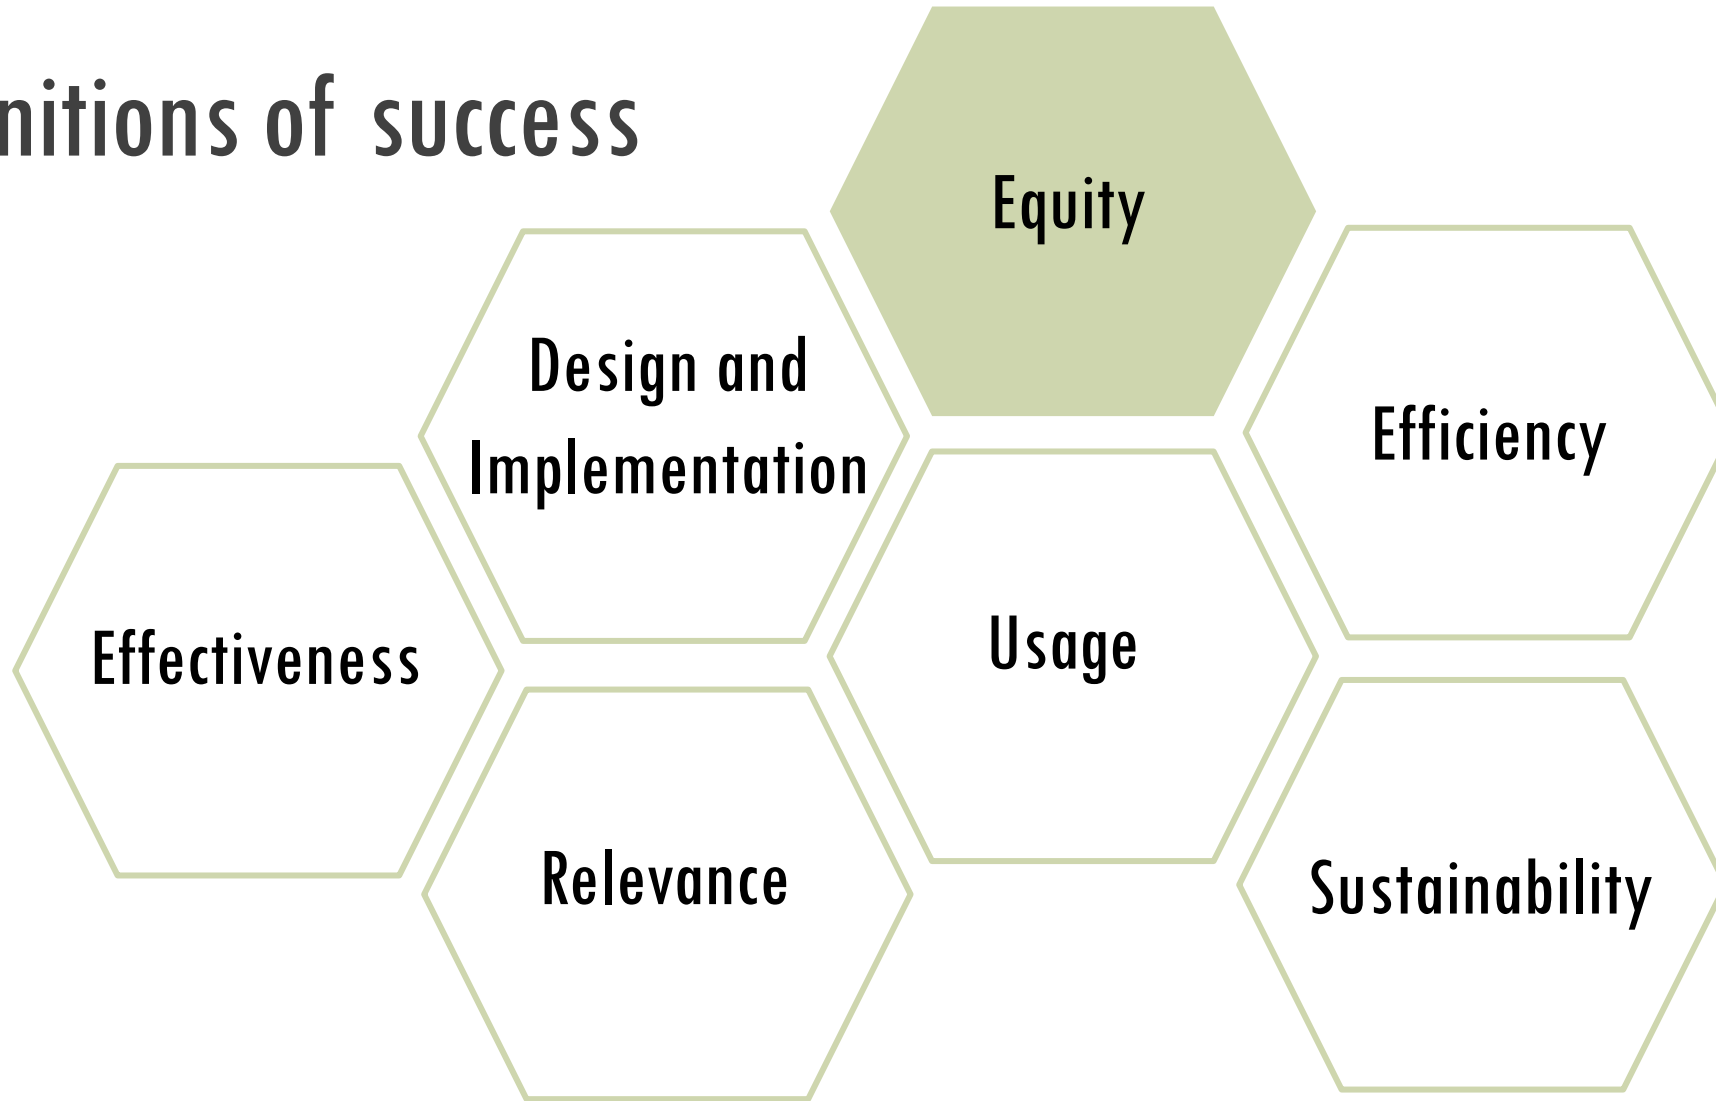 nitions of success
Equity
Design and
Implementation
Efficiency
Effectiveness
Usage
Relevance
Sustainability